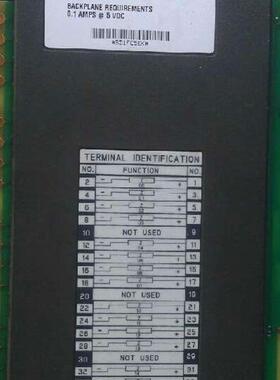 BACKPLANE REQUIREMENTS
0.1 AMPS @ 5 VDC
TERMINAL IDENTIFICATION
NO. FUNCTION NO.
2 - + 1
4 - + 3
6 - + 5
8 - + 7
10 NOT USED 9
12 - + 11
14 - + 13
16 - + 15
18 - + 17
20 NOT USED 19
22 - + 21
24 - + 23
26 - + 25
28 - + 27
30 NOT USED 29
32 - + 31